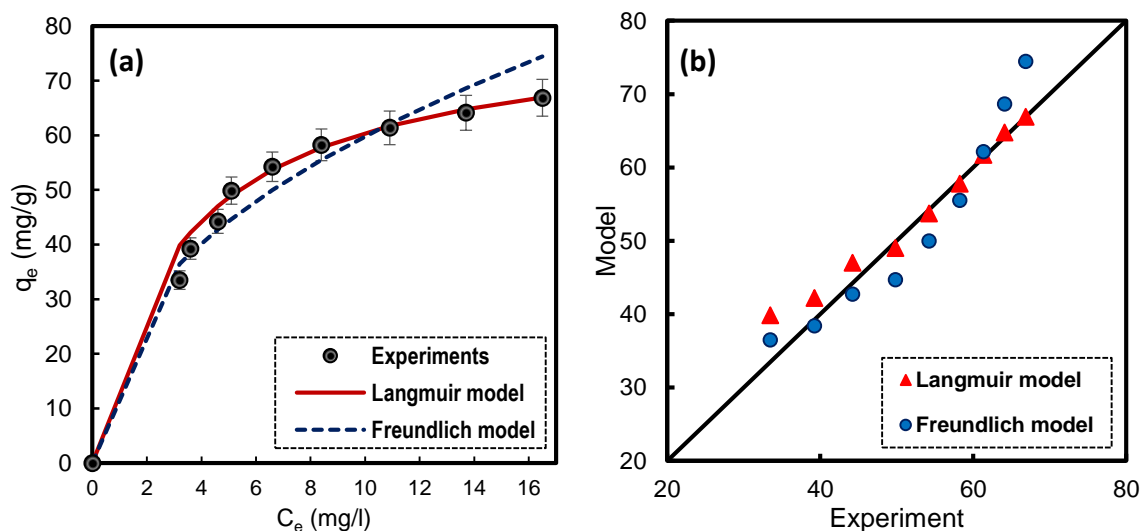 (a)
80
70
60
50
40
30
20
10
0
qe (mg/g)
0 2 4 6 8 10 12 14 16
Ce (mg/l)
Experiments
Langmuir model
Freundlich model
(b)
80
70
60
50
40
30
20
Model
20 40 60 80
Experiment
Langmuir model
Freundlich model